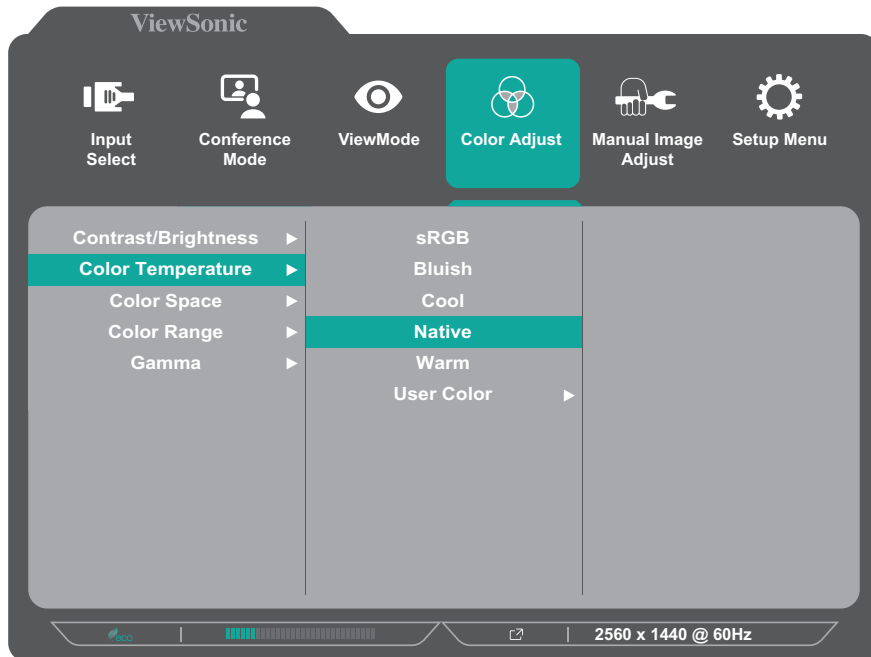 ViewSonic
Input
Select
Conference
Mode
ViewMode
Color Adjust
Manual Image
Adjust
Setup Menu
Contrast/Brightness
Color Temperature
Color Space
Color Range
Gamma
sRGB
Bluish
Cool
Native
Warm
User Color
eco
2560 x 1440 @ 60Hz